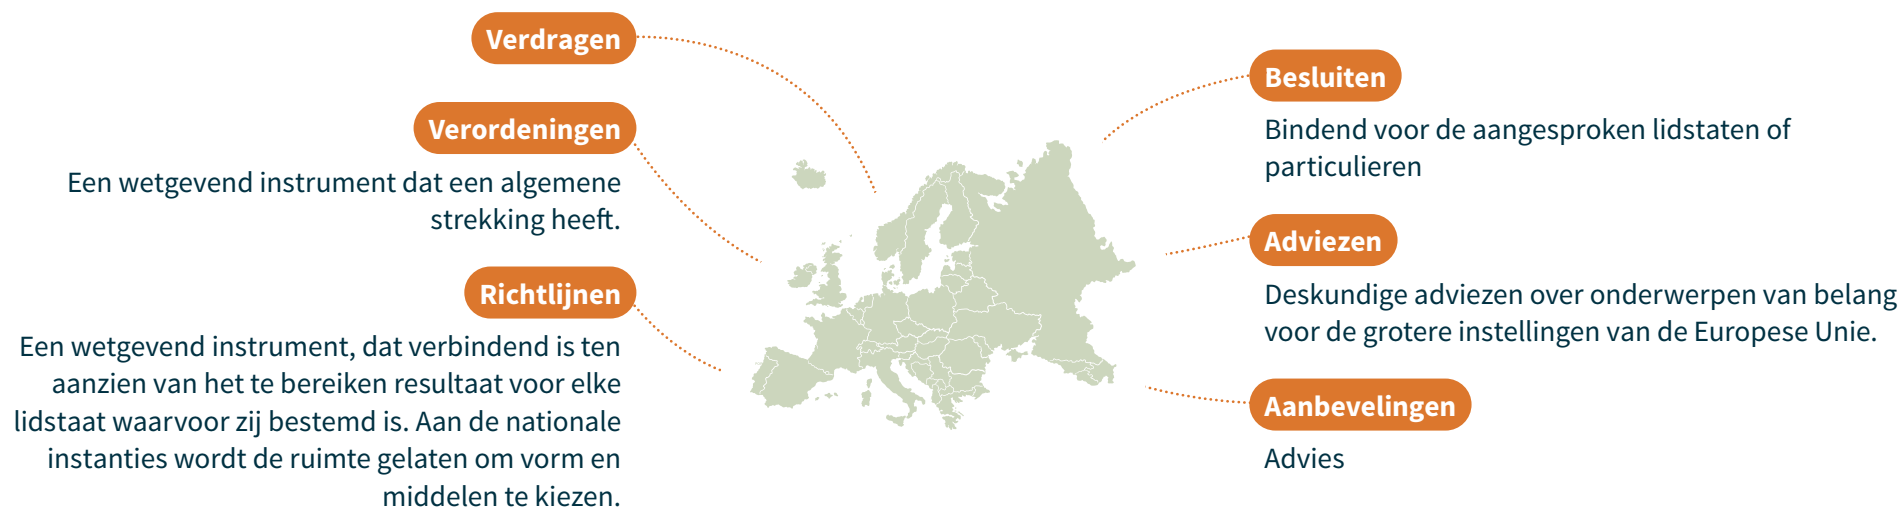 Verdragen
Verordeningen
Een wetgevend instrument dat een algemene
strekking heeft.
Richtlijnen
Een wetgevend instrument, dat verbindend is ten
aanzien van het te bereiken resultaat voor elke
lidstaat waarvoor zij bestemd is. Aan de nationale
instanties wordt de ruimte gelaten om vorm en
middelen te kiezen.
Besluiten
Bindend voor de aangesproken lidstaten of
particulieren
Adviezen
Deskundige adviezen over onderwerpen van belang
voor de grotere instellingen van de Europese Unie.
Aanbevelingen
Advies